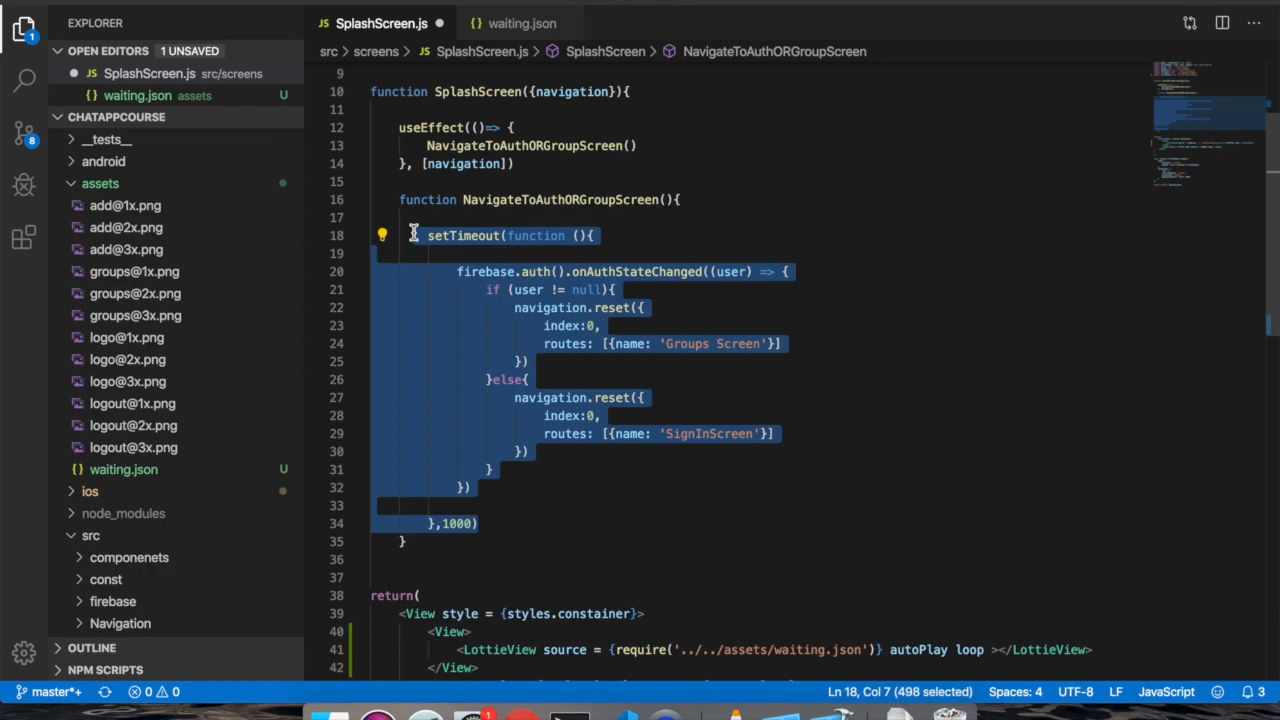 EXPLORER
OPEN EDITORS 1 UNSAVED
JS SplashScreen.js src/screens
{} waiting.json assets U
CHATAPPCOURSE
__tests__
android
assets
add@1x.png
add@2x.png
add@3x.png
groups@1x.png
groups@2x.png
groups@3x.png
logo@1x.png
logo@2x.png
logo@3x.png
logout@1x.png
logout@2x.png
logout@3x.png
{} waiting.json U
ios
node_modules
src
componenets
const
firebase
Navigation
OUTLINE
NPM SCRIPTS
1
8
JS SplashScreen.js
{} waiting.json
src > screens > JS SplashScreen.js > SplashScreen > NavigateToAuthORGroupScreen
9
10 function SplashScreen({navigation}){
11
12 useEffect(()=>
13 NavigateToAuthORGroupScreen()
14 }, [navigation])
15
16 function NavigateToAuthORGroupScreen(){
17
18 setTimeout(function (){
19
20 firebase.auth().onAuthStateChanged((user) => {
21 if (user != null){
22 navigation.reset({
23 index:0,
24 routes: [{name: 'Groups Screen'}]
25 })
26 }else{
27 navigation.reset({
28 index:0,
29 routes: [{name: 'SignInScreen'}]
30 })
31 }
32 })
33
34 },1000)
35 }
36
37
38 return(
39 <View style = {styles.constainer}>
40 <View>
41 <LottieView source = {require('../../assets/waiting.json')} autoPlay loop ></LottieView>
42 </View>
master*+ 0 0 Ln 18, Col 7 (498 selected) Spaces: 4 UTF-8 LF JavaScript 3
1